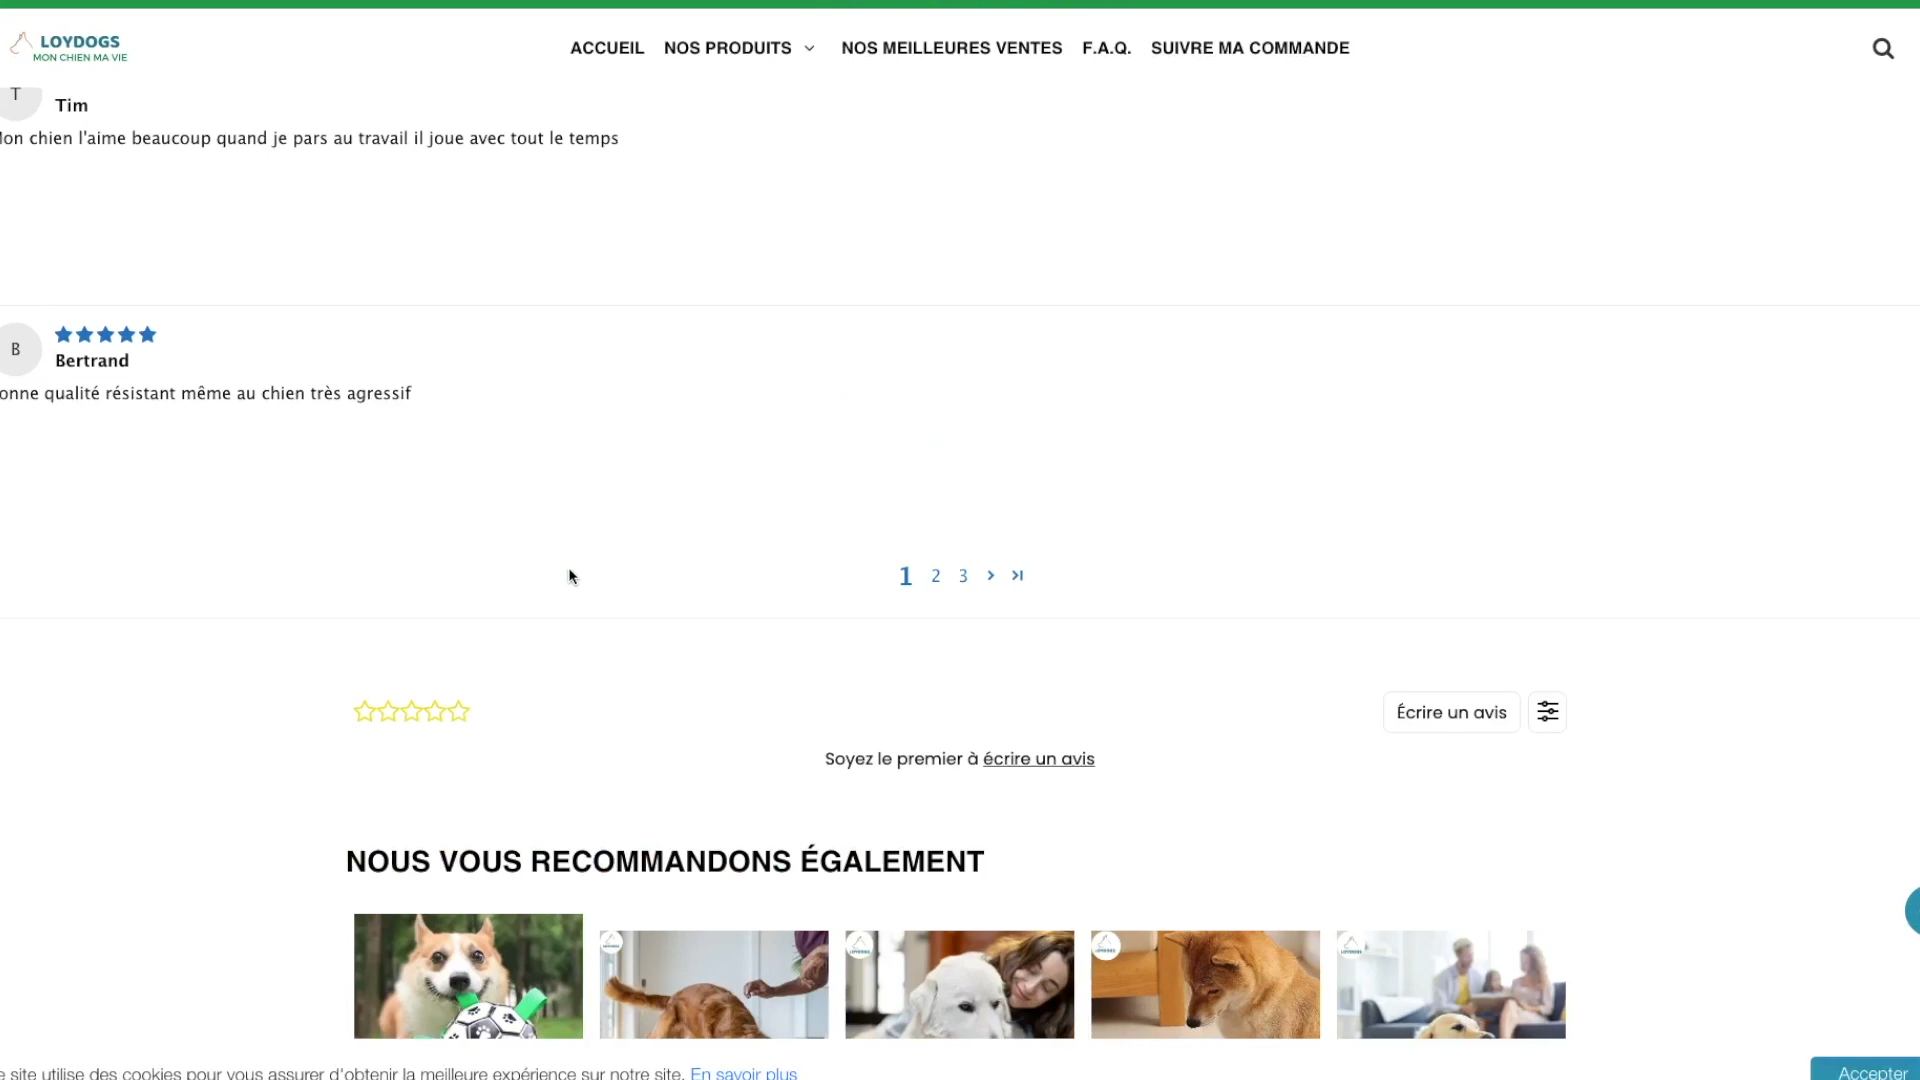 LOYDOGS
MON CHIEN MA VIE
ACCUEIL NOS PRODUITS NOS MEILLEURES VENTES F.A.Q. SUIVRE MA COMMANDE
T
Tim
on chien l'aime beaucoup quand je pars au travail il joue avec tout le temps
B
Bertrand
onne qualité résistant même au chien très agressif
1 2 3
Écrire un avis
Soyez le premier à écrire un avis
NOUS VOUS RECOMMANDONS ÉGALEMENT
e site utilise des cookies pour vous assurer d'obtenir la meilleure expérience sur notre site. En savoir plus
Accepter